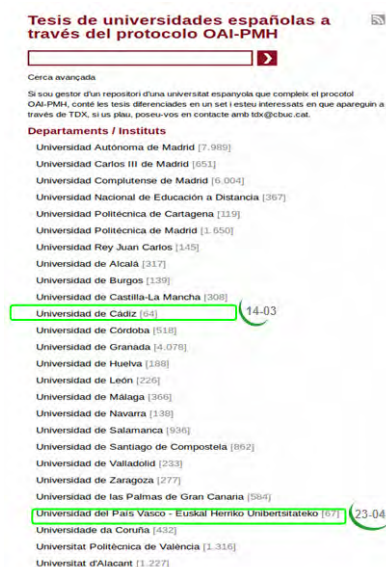 Tesis de universidades españolas a
través del protocolo OAI-PMH
Cerca avançada
Si sou gestor d'un repositori d'una universitat espanyola que compleix el procotol
OAI-PMH, conté les tesis diferenciades en un set i esteu interessats en que apareguin a
través de TDX, si us plau, poseu-vos en contacte amb tdx@cbuc.cat.
Departaments / Instituts
Universidad Autónoma de Madrid [7.989]
Universidad Carlos III de Madrid [651]
Universidad Complutense de Madrid [6.004]
Universidad Nacional de Educación a Distancia [367]
Universidad Politécnica de Cartagena [119]
Universidad Politécnica de Madrid [1.650]
Universidad Rey Juan Carlos [145]
Universidad de Alcalá [317]
Universidad de Burgos [139]
Universidad de Castilla-La Mancha [308]
Universidad de Cádiz [64] 14-03
Universidad de Córdoba [518]
Universidad de Granada [4.078]
Universidad de Huelva [188]
Universidad de León [226]
Universidad de Málaga [366]
Universidad de Navarra [138]
Universidad de Salamanca [936]
Universidad de Santiago de Compostela [862]
Universidad de Valladolid [233]
Universidad de Zaragoza [277]
Universidad de las Palmas de Gran Canaria [584]
Universidad del País Vasco - Euskal Herriko Unibertsitateko [67] 23-04
Universidade da Coruña [432]
Universitat Politècnica de València [1.316]
Universitat d'Alacant [1.227]